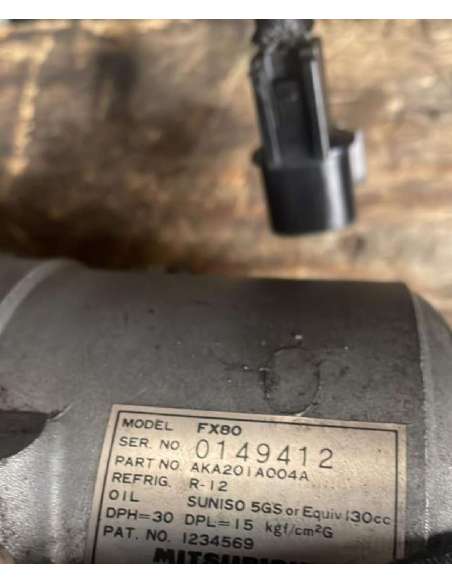 MODEL FX80
SER. NO. 0149412
PART NO. AKA201A004A
REFRIG. R-12
OIL SUNISO 5GS or Equiv 130cc
DPH=30 DPL=15 kgf/cm²G
PAT. NO. 1234569